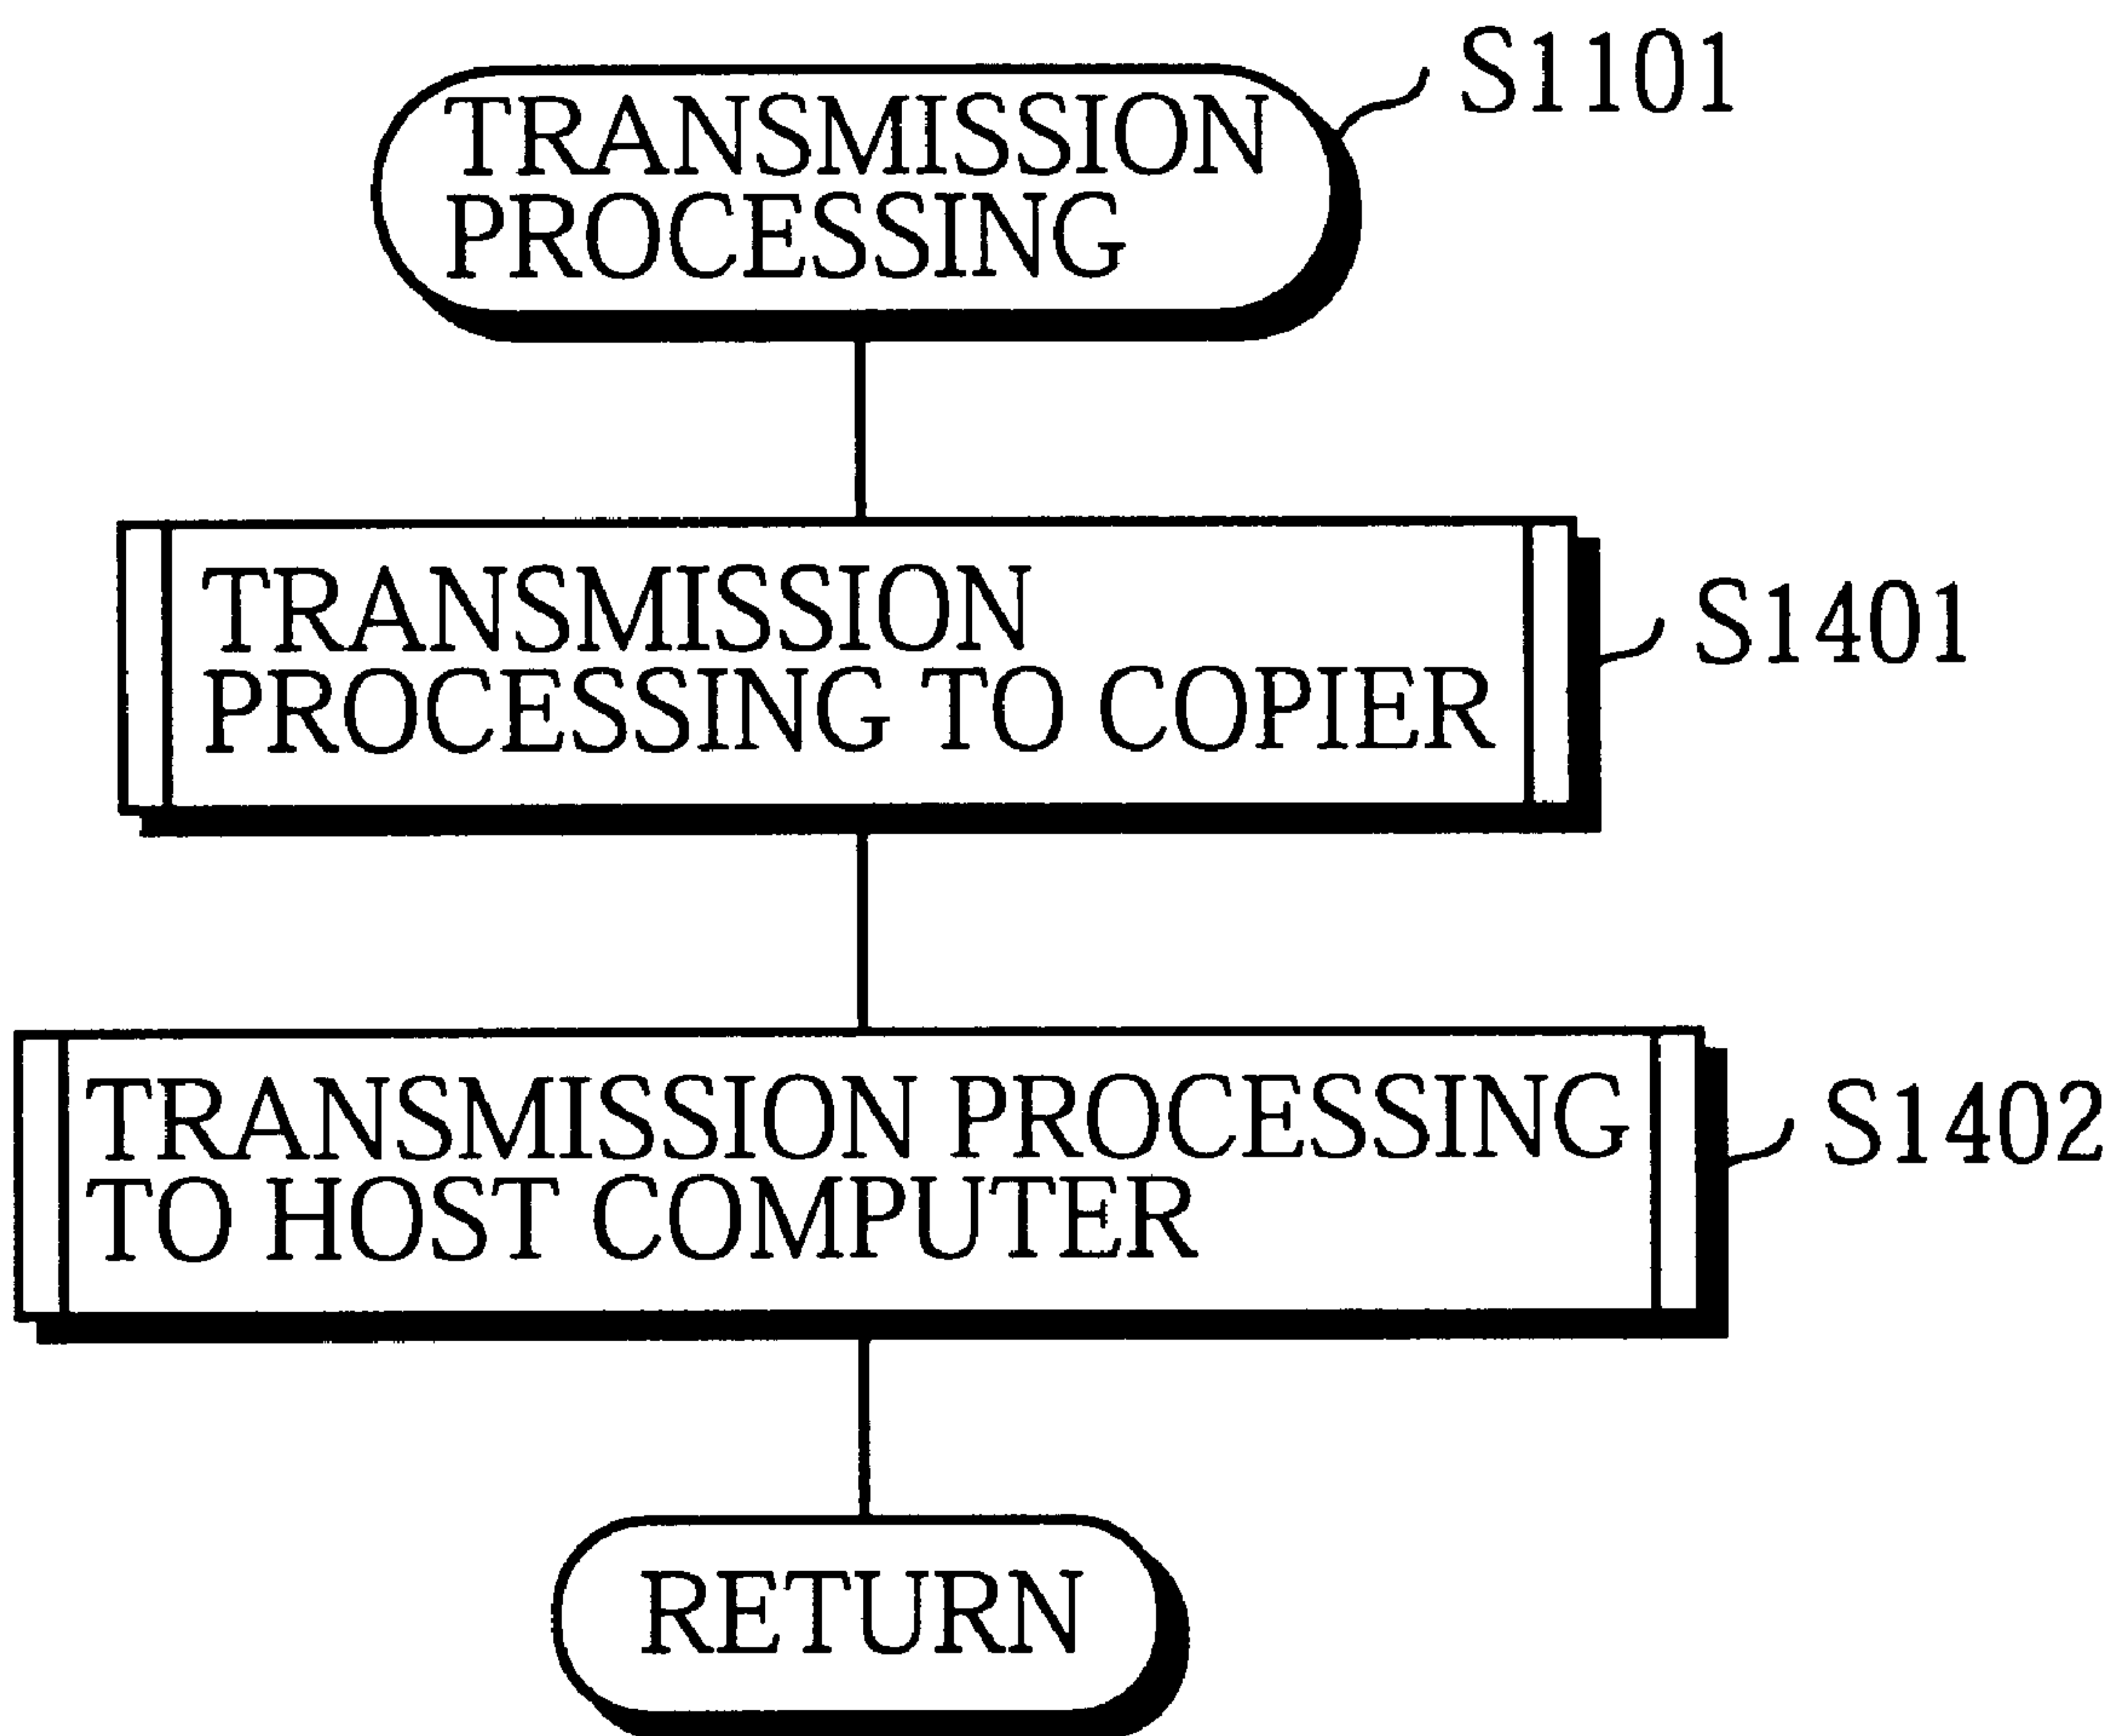 S1101
TRANSMISSION
PROCESSING
TRANSMISSION
PROCESSING TO COPIER
S1401
TRANSMISSION PROCESSING
TO HOST COMPUTER
S1402
RETURN